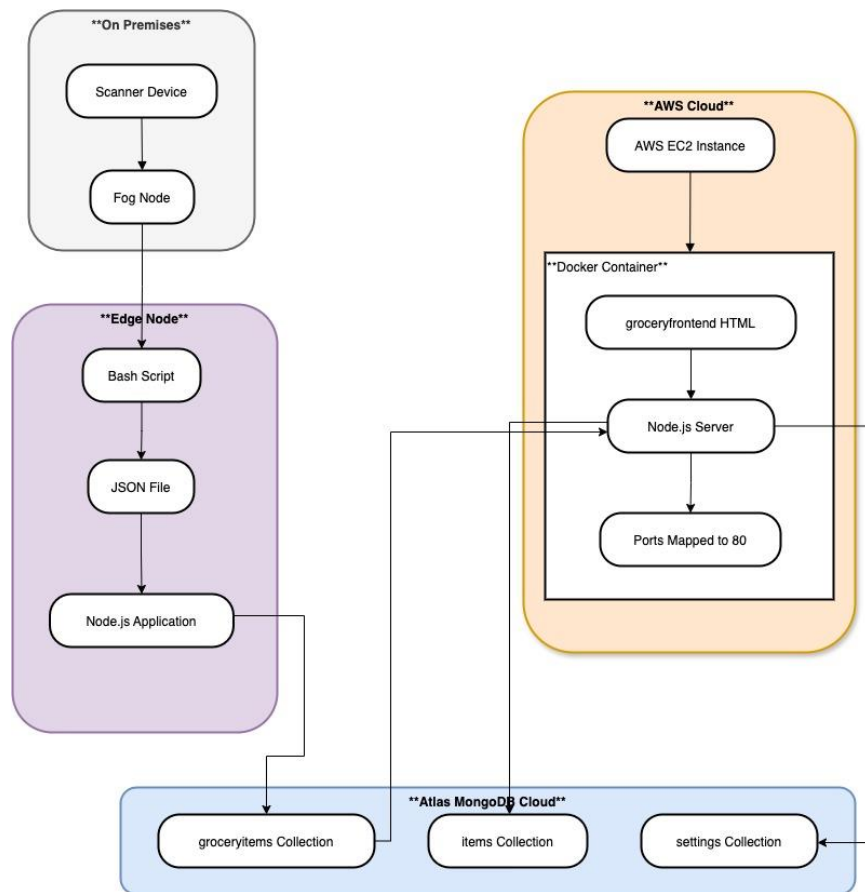 **On Premises**
Scanner Device
Fog Node
**Edge Node**
Bash Script
JSON File
Node.js Application
**AWS Cloud**
AWS EC2 Instance
**Docker Container**
groceryfrontend HTML
Node.js Server
Ports Mapped to 80
**Atlas MongoDB Cloud**
groceryitems Collection
items Collection
settings Collection